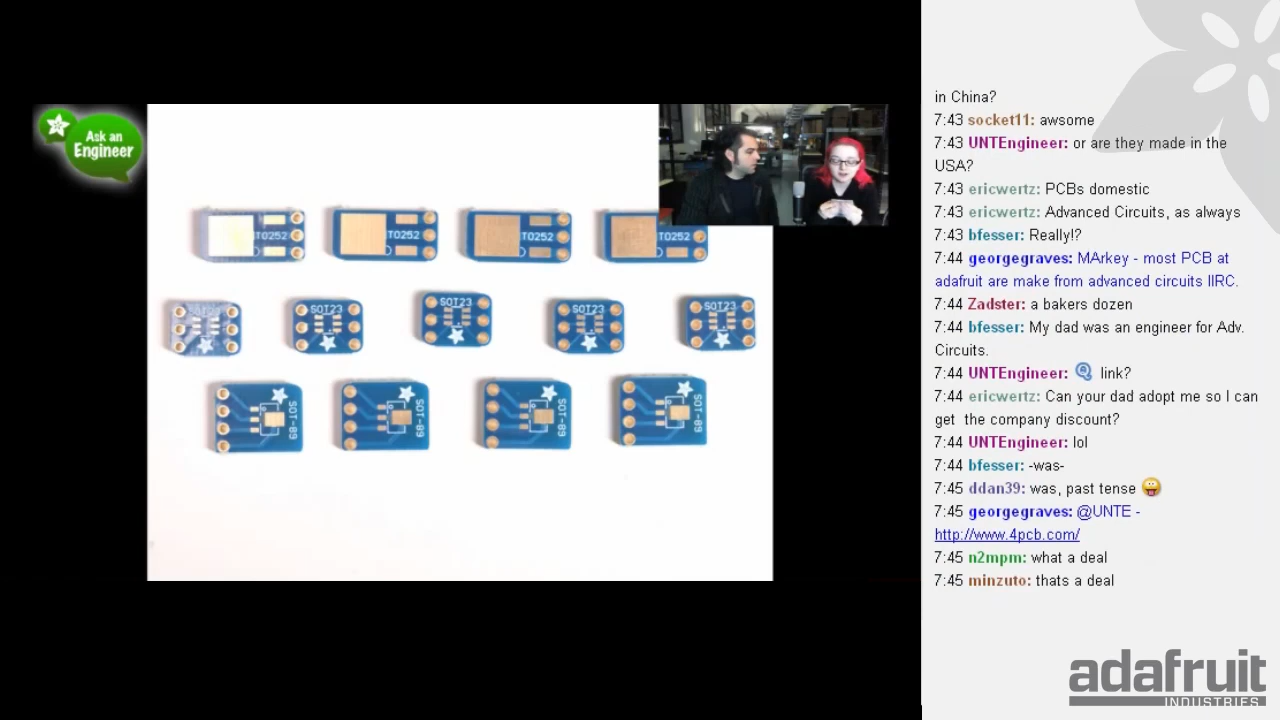 Ask an
Engineer
TO252
TO252
TO252
TO252
SOT23
SOT23
SOT23
SOT23
SOT23
SOT-89
SOT-89
SOT-89
SOT-89
in China?
7:43 socket11: awsome
7:43 UNTEngineer: or are they made in the
USA?
7:43 ericwertz: PCBs domestic
7:43 ericwertz: Advanced Circuits, as always
7:43 bfesser: Really!?
7:44 georgegraves: MArkey - most PCB at
adafruit are make from advanced circuits IIRC.
7:44 Zadster: a bakers dozen
7:44 bfesser: My dad was an engineer for Adv.
Circuits.
7:44 UNTEngineer: link?
7:44 ericwertz: Can your dad adopt me so I can
get the company discount?
7:44 UNTEngineer: lol
7:44 bfesser: -was-
7:45 ddan39: was, past tense
7:45 georgegraves: @UNTE -
http://www.4pcb.com/
7:45 n2mpm: what a deal
7:45 minzuto: thats a deal
adafruit
INDUSTRIES